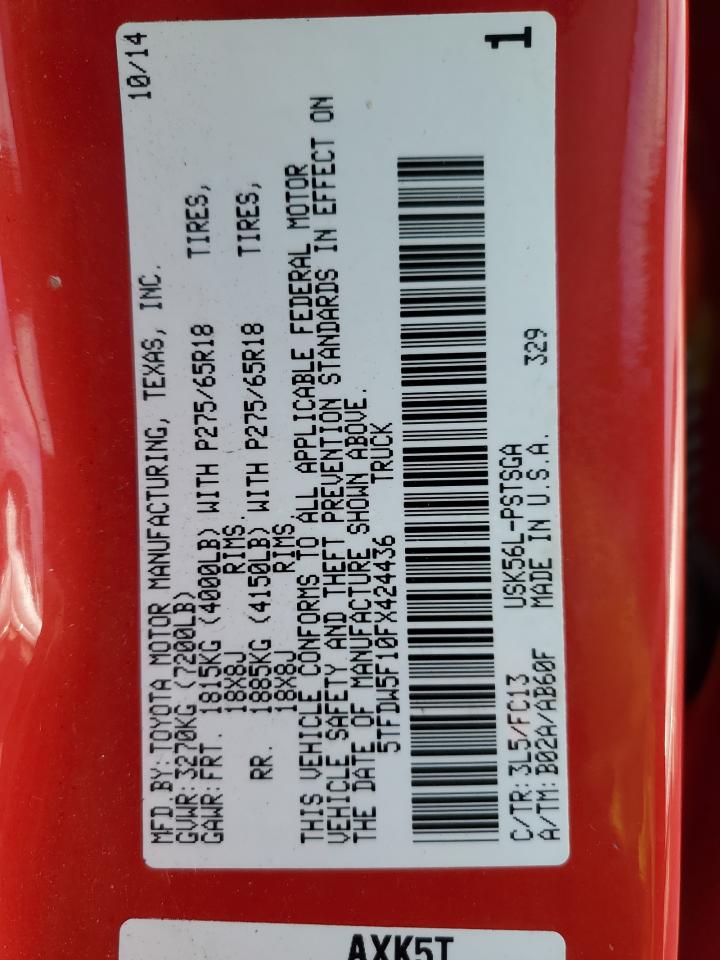 10/14
1
MFD BY:TOYOTA MOTOR MANUFACTURING, TEXAS, INC.
GVWR:3270KG (7200LB)
GAWR:FRT. 1815KG (4000LB) WITH P275/65R18 TIRES,
18X8J RIMS,
RR. 1885KG (4150LB) WITH P275/65R18 TIRES,
18X8J RIMS,
THIS VEHICLE CONFORMS TO ALL APPLICABLE FEDERAL MOTOR
VEHICLE SAFETY AND THEFT PREVENTION STANDARDS IN EFFECT ON
THE DATE OF MANUFACTURE SHOWN ABOVE.
5TFDW5F10FX424436 TRUCK
C/TR:3L5/FC13 USK56L-PSTSGA
A/TM:B02A/AB60F MADE IN U.S.A. 329
AXK5T